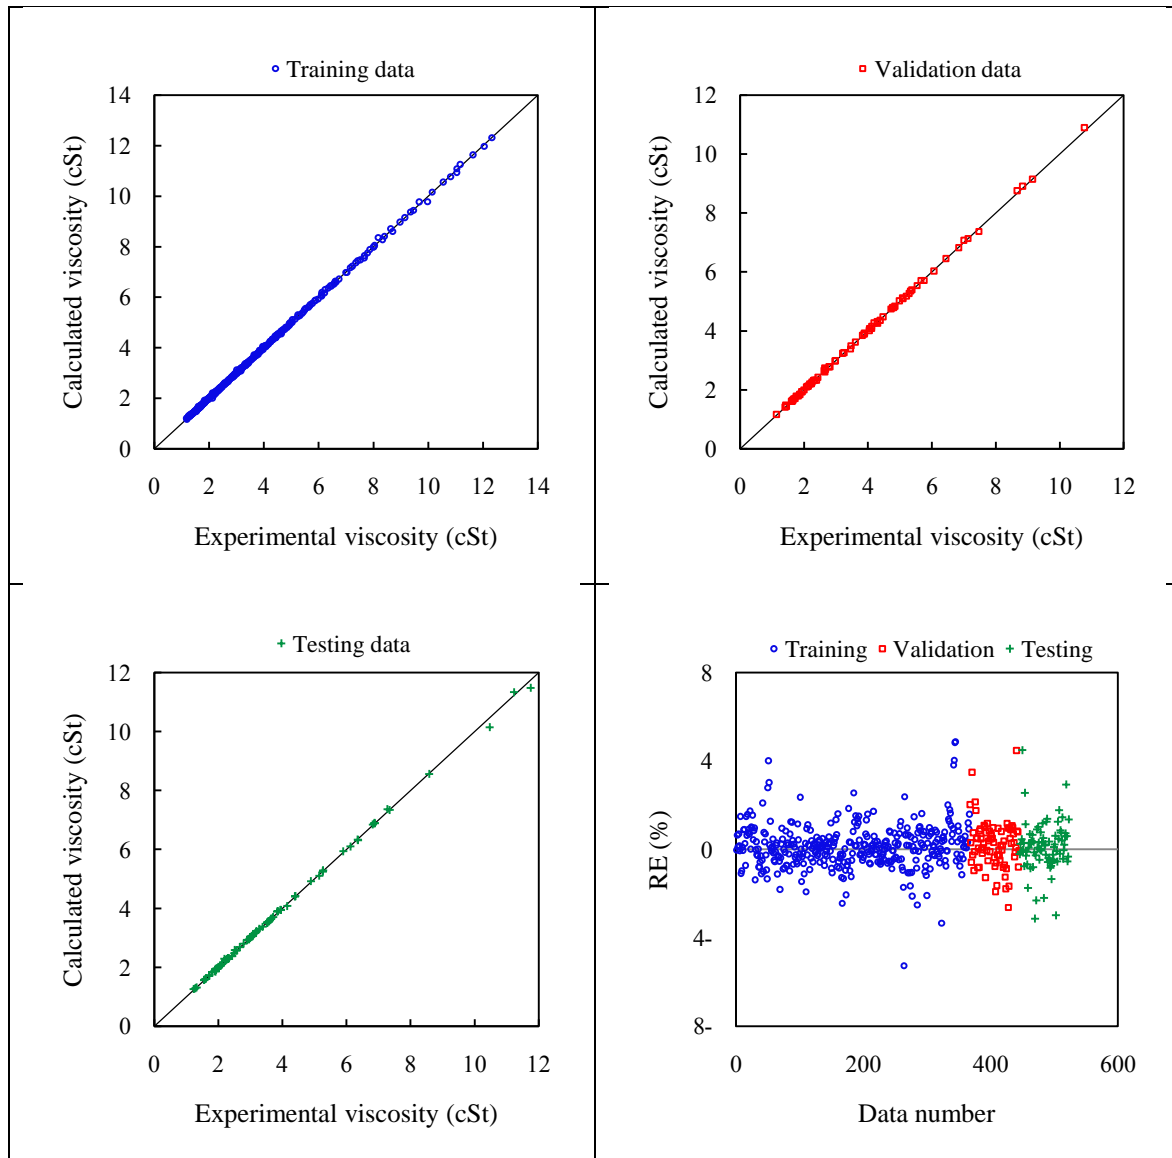 Training data
14
12
10
8
6
4
2
0
0 2 4 6 8 10 12 14
Calculated viscosity (cSt)
Experimental viscosity (cSt)
Validation data
12
10
8
6
4
2
0
0 2 4 6 8 10 12
Calculated viscosity (cSt)
Experimental viscosity (cSt)
Testing data
12
10
8
6
4
2
0
0 2 4 6 8 10 12
Calculated viscosity (cSt)
Experimental viscosity (cSt)
Training Validation Testing
8
4
0
4-
8-
0 200 400 600
RE (%)
Data number